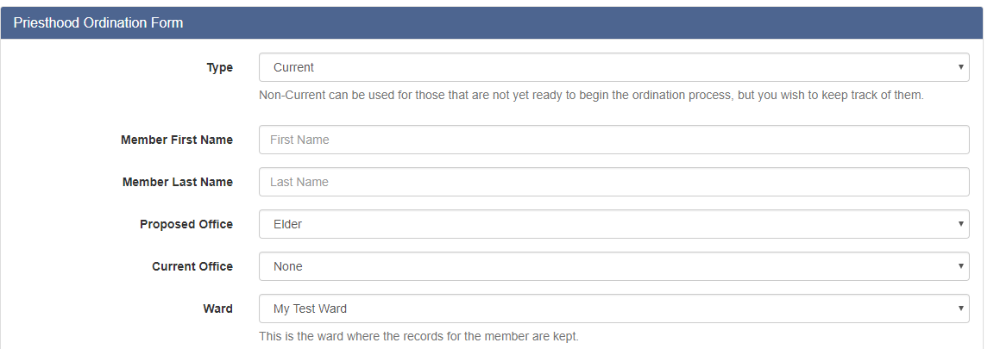 Priesthood Ordination Form
Type
Current
Non-Current can be used for those that are not yet ready to begin the ordination process, but you wish to keep track of them.
Member First Name
First Name
Member Last Name
Last Name
Proposed Office
Elder
Current Office
None
Ward
My Test Ward
This is the ward where the records for the member are kept.